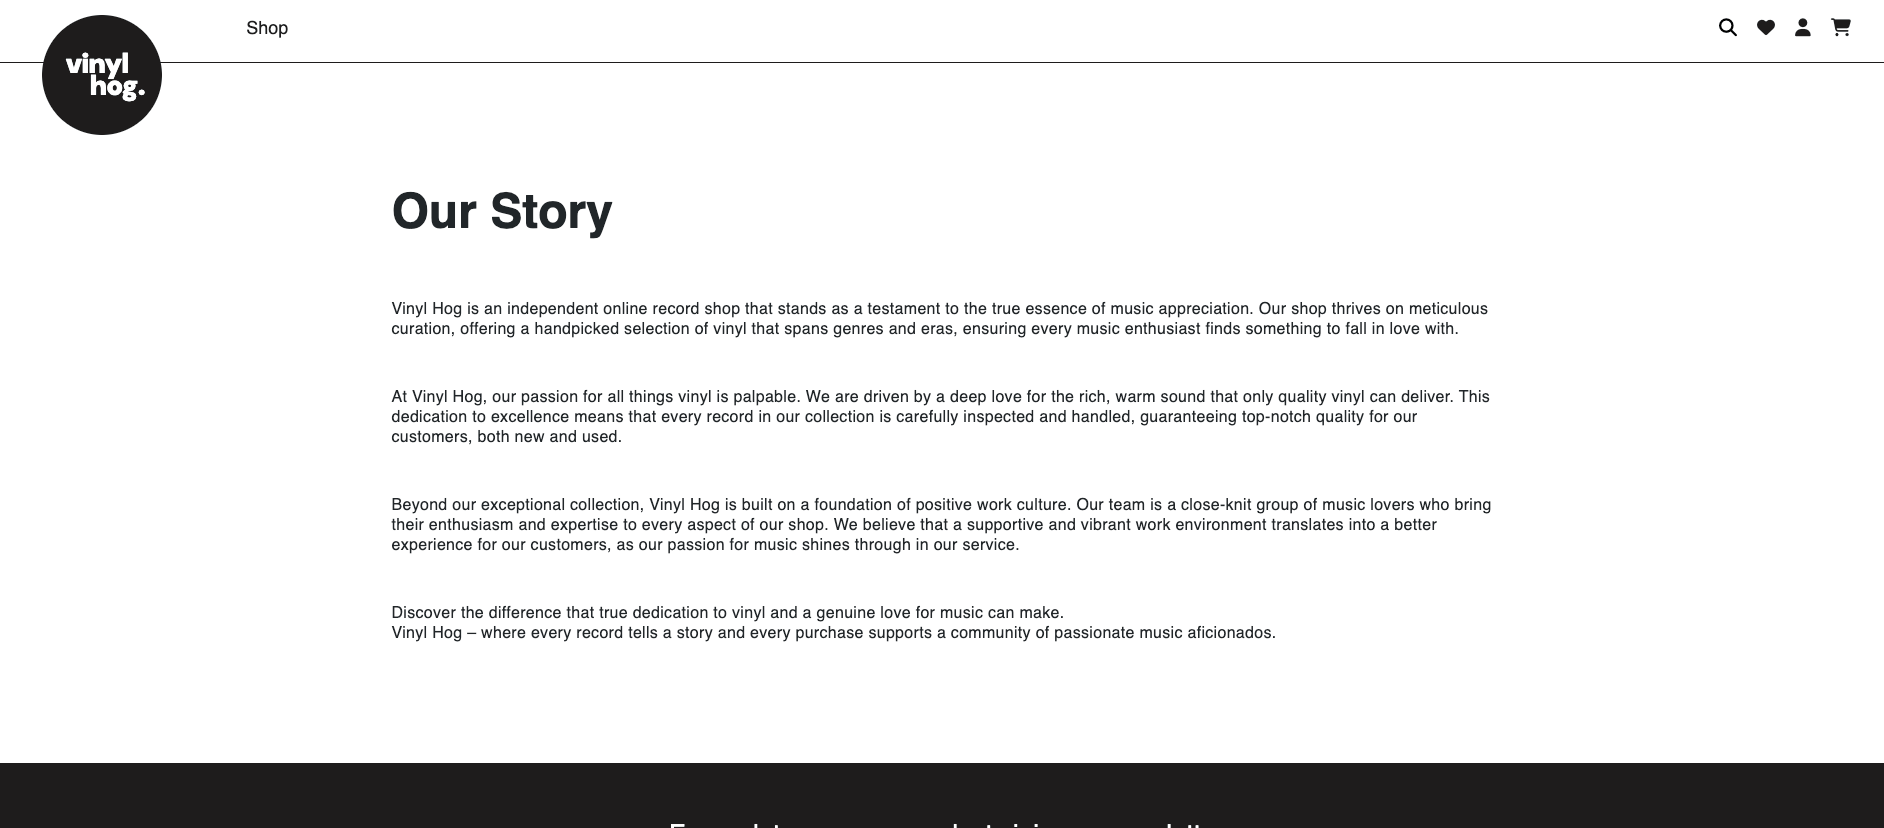 vinyl
hog.
Shop
Our Story
Vinyl Hog is an independent online record shop that stands as a testament to the true essence of music appreciation. Our shop thrives on meticulous
curation, offering a handpicked selection of vinyl that spans genres and eras, ensuring every music enthusiast finds something to fall in love with.
At Vinyl Hog, our passion for all things vinyl is palpable. We are driven by a deep love for the rich, warm sound that only quality vinyl can deliver. This
dedication to excellence means that every record in our collection is carefully inspected and handled, guaranteeing top-notch quality for our
customers, both new and used.
Beyond our exceptional collection, Vinyl Hog is built on a foundation of positive work culture. Our team is a close-knit group of music lovers who bring
their enthusiasm and expertise to every aspect of our shop. We believe that a supportive and vibrant work environment translates into a better
experience for our customers, as our passion for music shines through in our service.
Discover the difference that true dedication to vinyl and a genuine love for music can make.
Vinyl Hog – where every record tells a story and every purchase supports a community of passionate music aficionados.